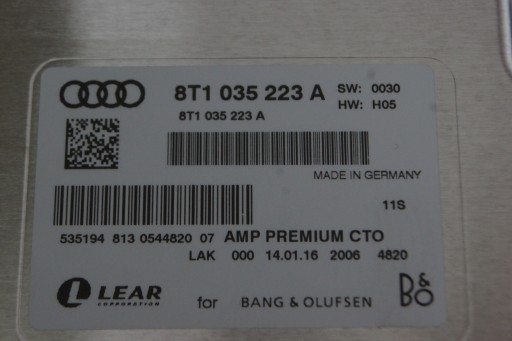 8T1 035 223 A SW: 0030
8T1 035 223 A HW: H05
MADE IN GERMANY
11S
535194 813 0544820 07 AMP PREMIUM CTO
LAK 000 14.01.16 2006 4820
LEAR for BANG & OLUFSEN B&O
CORPORATION